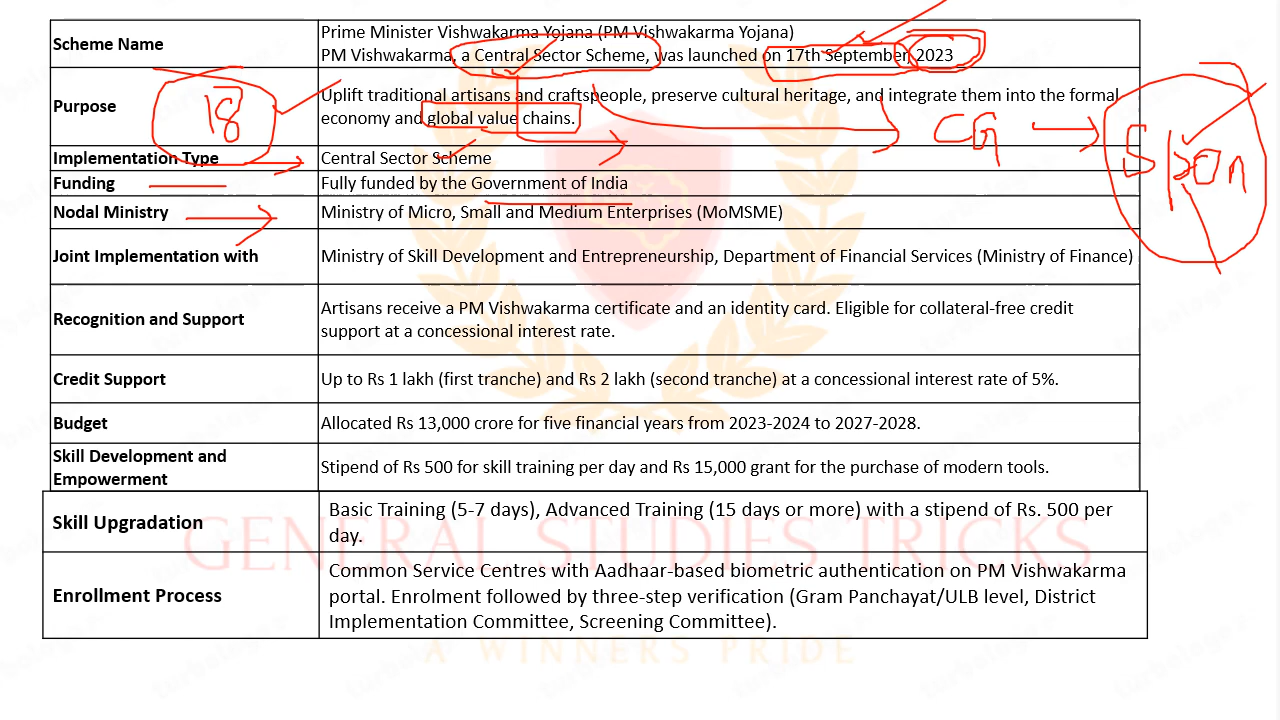 Scheme Name
Prime Minister Vishwakarma Yojana (PM Vishwakarma Yojana)
PM Vishwakarma, a Central Sector Scheme, was launched on 17th September, 2023
Purpose
18
Uplift traditional artisans and craftspeople, preserve cultural heritage, and integrate them into the formal
economy and global value chains.
CG
Implementation Type
Central Sector Scheme
Funding
Fully funded by the Government of India
Nodal Ministry
Ministry of Micro, Small and Medium Enterprises (MoMSME)
Joint Implementation with
Ministry of Skill Development and Entrepreneurship, Department of Financial Services (Ministry of Finance)
Recognition and Support
Artisans receive a PM Vishwakarma certificate and an identity card. Eligible for collateral-free credit
support at a concessional interest rate.
Credit Support
Up to Rs 1 lakh (first tranche) and Rs 2 lakh (second tranche) at a concessional interest rate of 5%.
Budget
Allocated Rs 13,000 crore for five financial years from 2023-2024 to 2027-2028.
Skill Development and
Empowerment
Stipend of Rs 500 for skill training per day and Rs 15,000 grant for the purchase of modern tools.
Skill Upgradation
Basic Training (5-7 days), Advanced Training (15 days or more) with a stipend of Rs. 500 per
day.
GENERAL STUDIES TRICKS
Enrollment Process
Common Service Centres with Aadhaar-based biometric authentication on PM Vishwakarma
portal. Enrolment followed by three-step verification (Gram Panchayat/ULB level, District
Implementation Committee, Screening Committee).
A WINNERS PRIDE